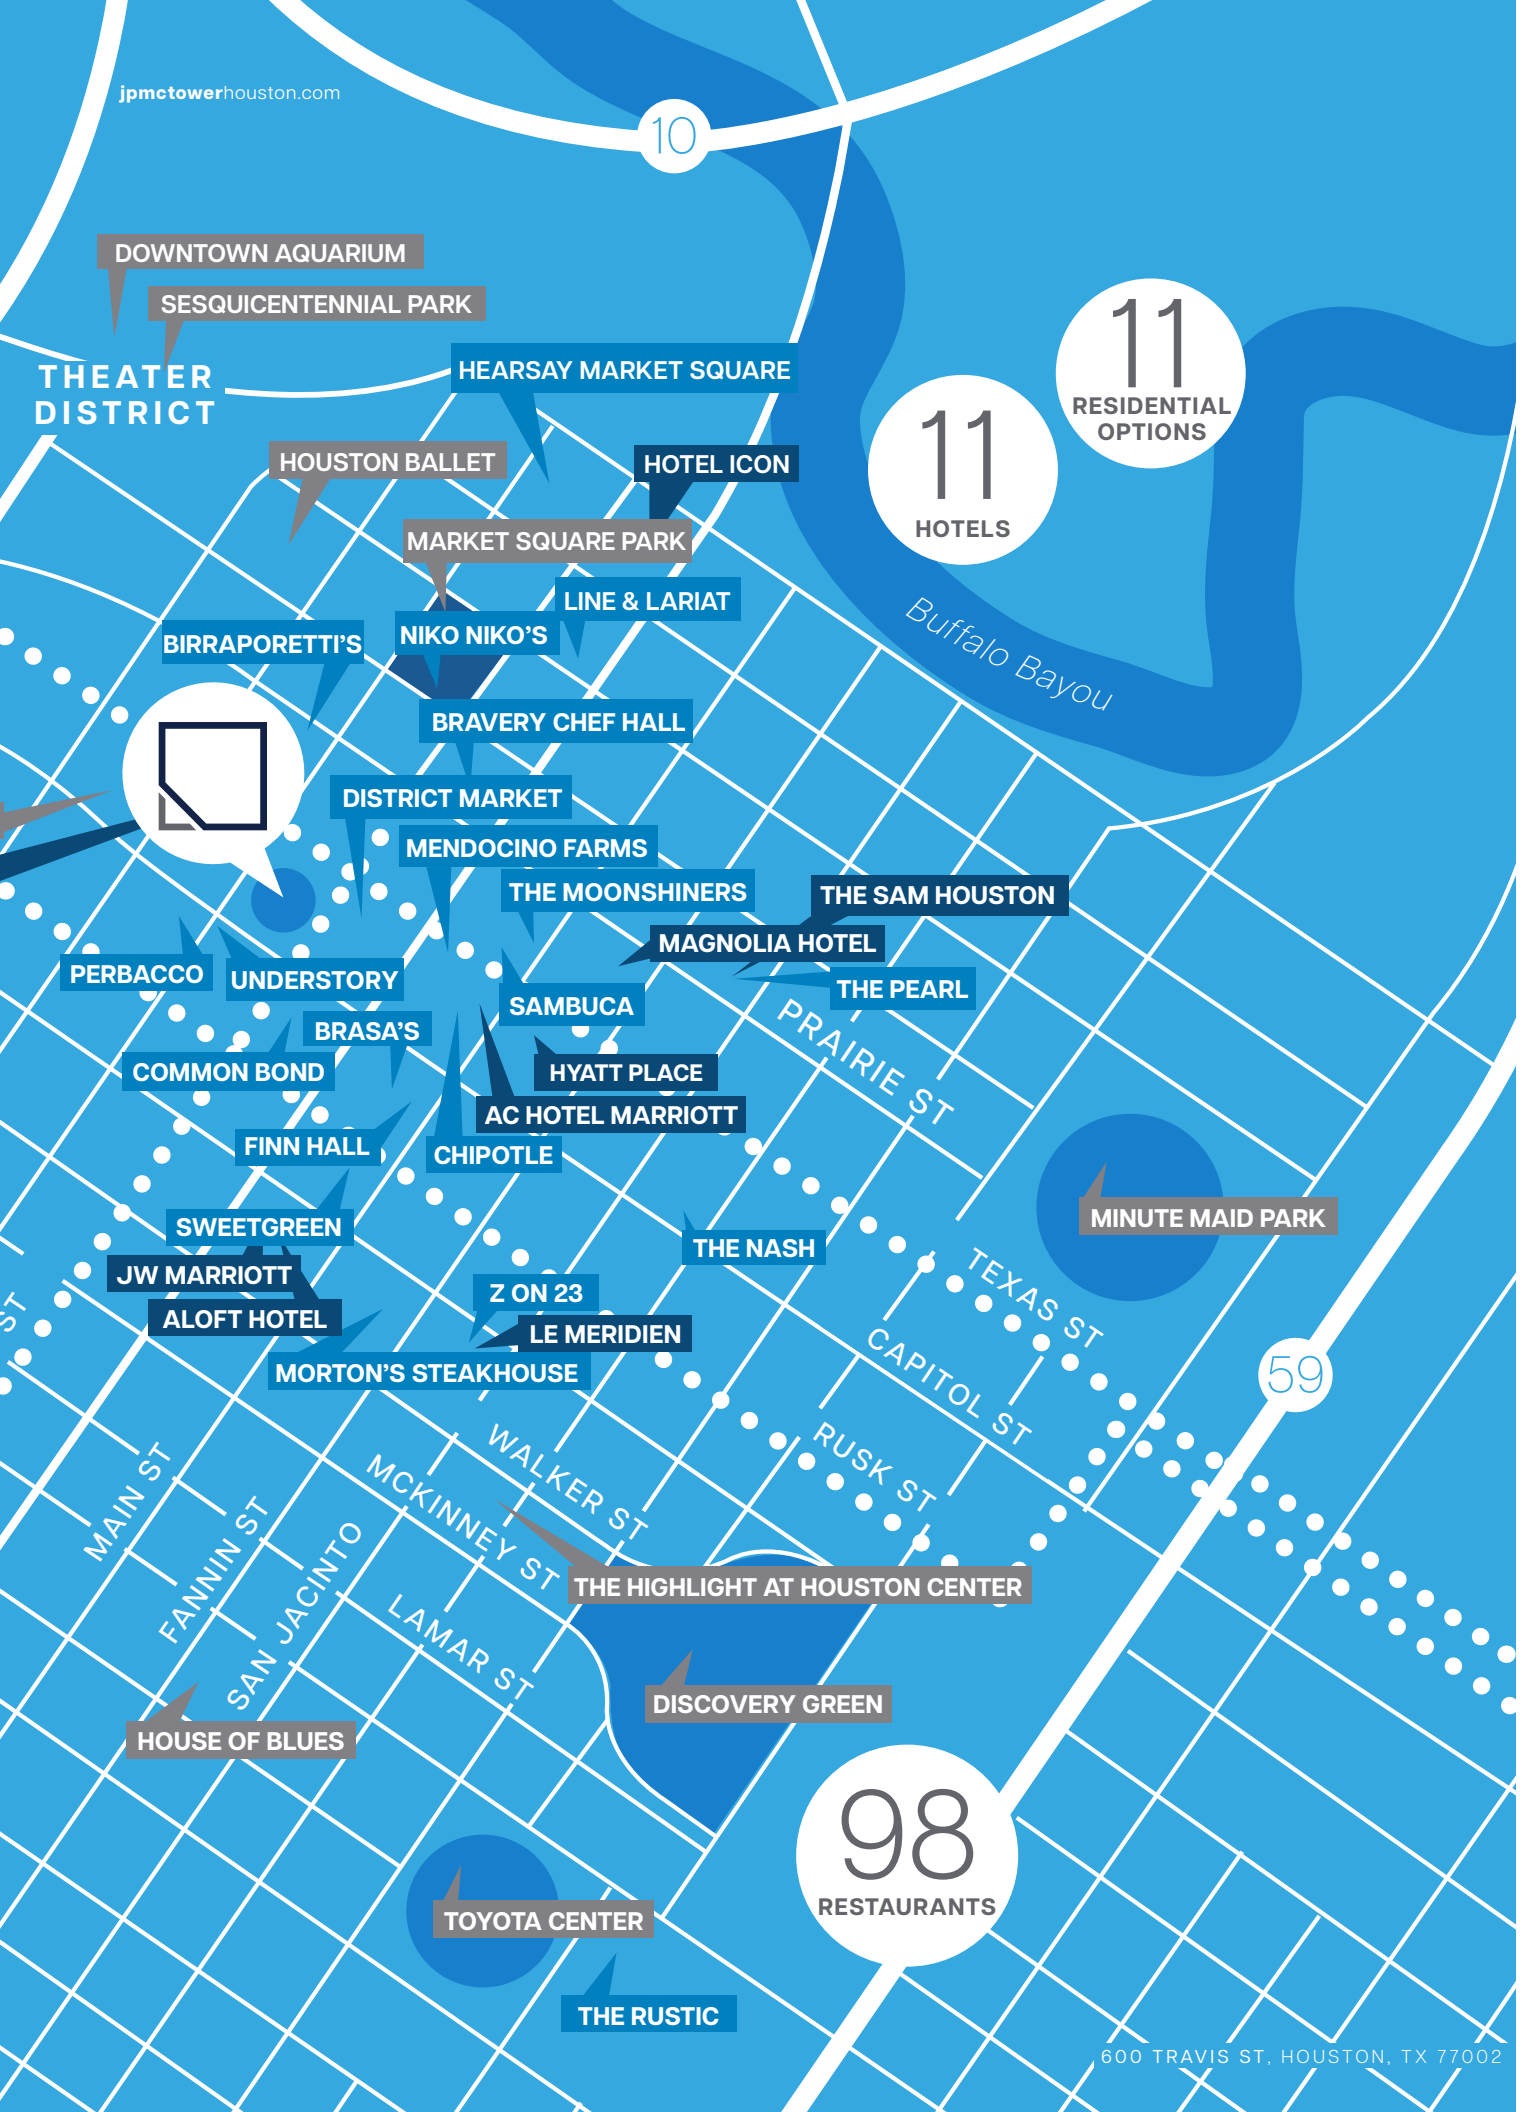 jpmctowerhouston.com
10
DOWNTOWN AQUARIUM
SESQUICENTENNIAL PARK
THEATER
DISTRICT
HEARSAY MARKET SQUARE
11
RESIDENTIAL
OPTIONS
11
HOTELS
HOUSTON BALLET
HOTEL ICON
MARKET SQUARE PARK
LINE & LARIAT
NIKO NIKO'S
BIRRAPORETTI'S
Buffalo Bayou
BRAVERY CHEF HALL
DISTRICT MARKET
MENDOCINO FARMS
THE MOONSHINERS
THE SAM HOUSTON
MAGNOLIA HOTEL
THE PEARL
PERBACCO
UNDERSTORY
SAMBUCA
BRASA'S
PRAIRIE ST
COMMON BOND
HYATT PLACE
AC HOTEL MARRIOTT
FINN HALL
CHIPOTLE
SWEETGREEN
THE NASH
MINUTE MAID PARK
JW MARRIOTT
ALOFT HOTEL
Z ON 23
LE MERIDIEN
MORTON'S STEAKHOUSE
TEXAS ST
CAPITOL ST
RUSK ST
59
ST
WALKER ST
MCKINNEY ST
LAMAR ST
MAIN ST
FANNIN ST
SAN JACINTO
THE HIGHLIGHT AT HOUSTON CENTER
DISCOVERY GREEN
HOUSE OF BLUES
98
RESTAURANTS
TOYOTA CENTER
THE RUSTIC
600 TRAVIS ST, HOUSTON, TX 77002